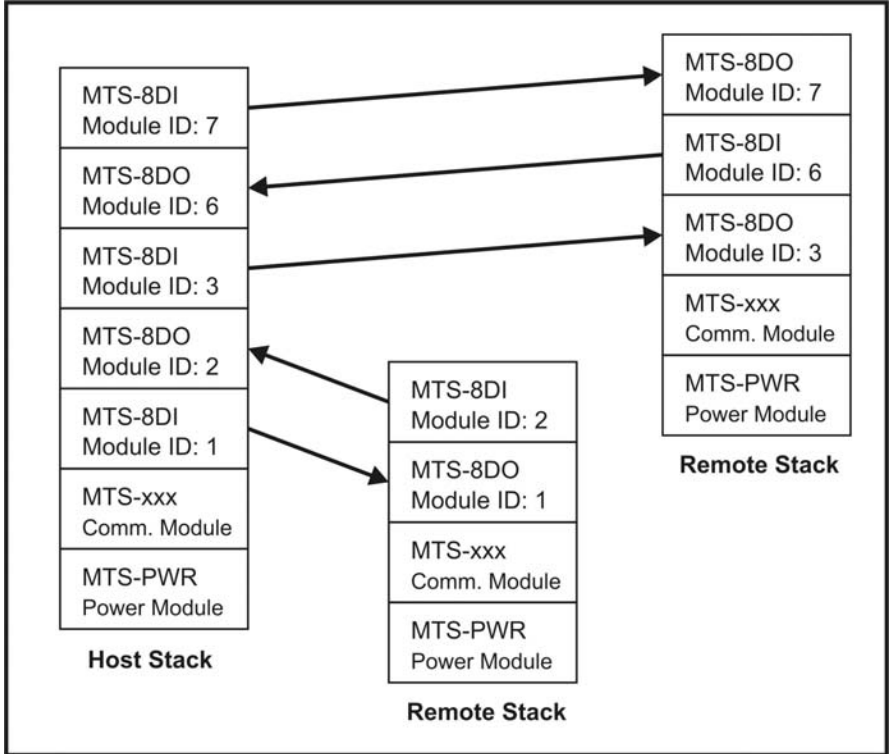 MTS-8DI
Module ID: 7
MTS-8DO
Module ID: 6
MTS-8DI
Module ID: 3
MTS-8DO
Module ID: 2
MTS-8DI
Module ID: 1
MTS-xxx
Comm. Module
MTS-PWR
Power Module
Host Stack
MTS-8DI
Module ID: 2
MTS-8DO
Module ID: 1
MTS-xxx
Comm. Module
MTS-PWR
Power Module
Remote Stack
MTS-8DO
Module ID: 7
MTS-8DI
Module ID: 6
MTS-8DO
Module ID: 3
MTS-xxx
Comm. Module
MTS-PWR
Power Module
Remote Stack